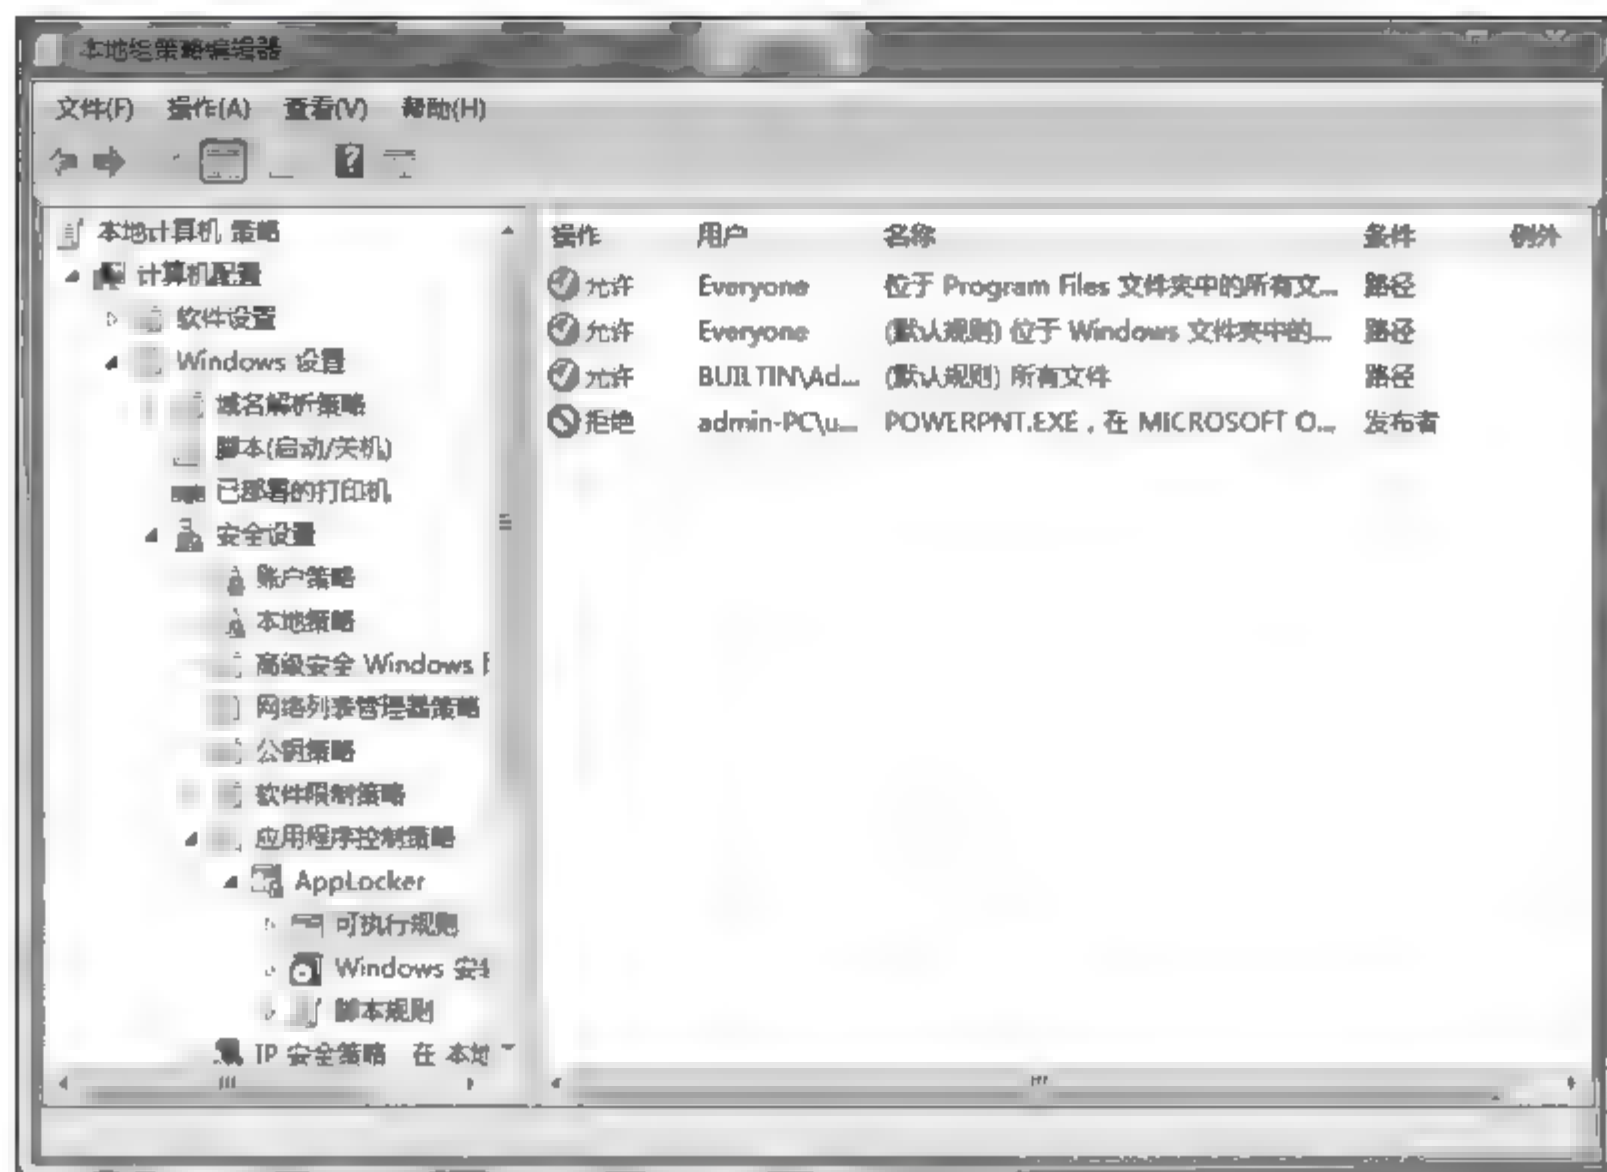 本地组策略编辑器
文件(F) 操作(A) 查看(V) 帮助(H)
本地计算机 策略
计算机配置
软件设置
Windows 设置
域名解析策略
脚本(启动/关机)
已部署的打印机
安全设置
账户策略
本地策略
高级安全 Windows
网络列表管理器策略
公钥策略
软件限制策略
应用程序控制策略
AppLocker
可执行规则
Windows 安
脚本规则
IP 安全策略 在 本地
操作 用户 名称 条件 例外
允许 Everyone 位于 Program Files 文件夹中的所有文... 路径
允许 Everyone (默认规则) 位于 Windows 文件夹中的... 路径
允许 BUILTIN\Ad... (默认规则) 所有文件 路径
拒绝 admin-PC\u... POWERPNT.EXE，在 MICROSOFT O... 发布者